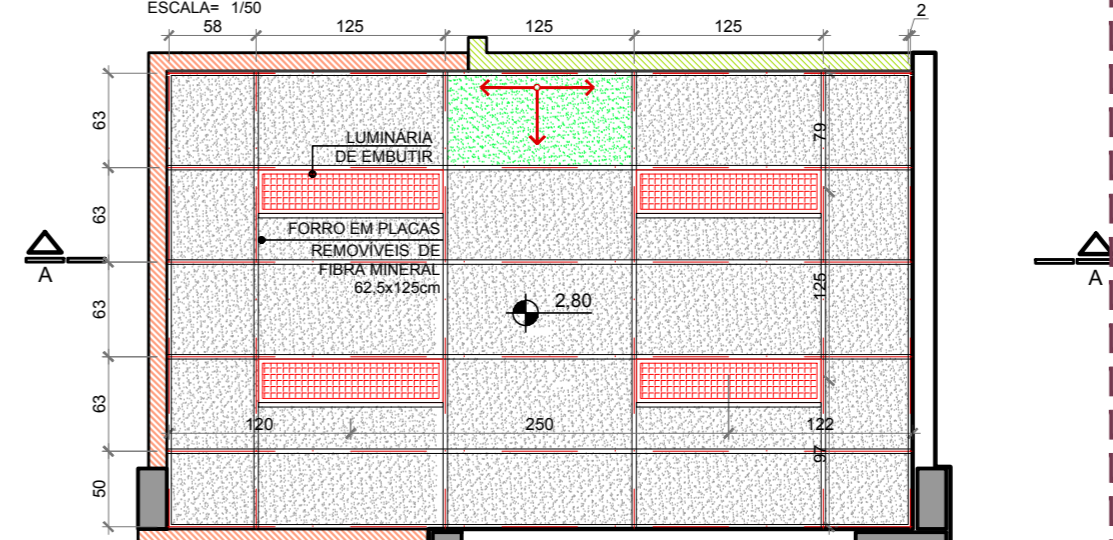 ESCALA= 1/50
58 125 125 125 2
63
63
63
63
50
LUMINÁRIA
DE EMBUTIR
FORRO EM PLACAS
REMOVÍVEIS DE
FIBRA MINERAL
62,5x125cm
2,80
79
125
97
120 250 122
A
A